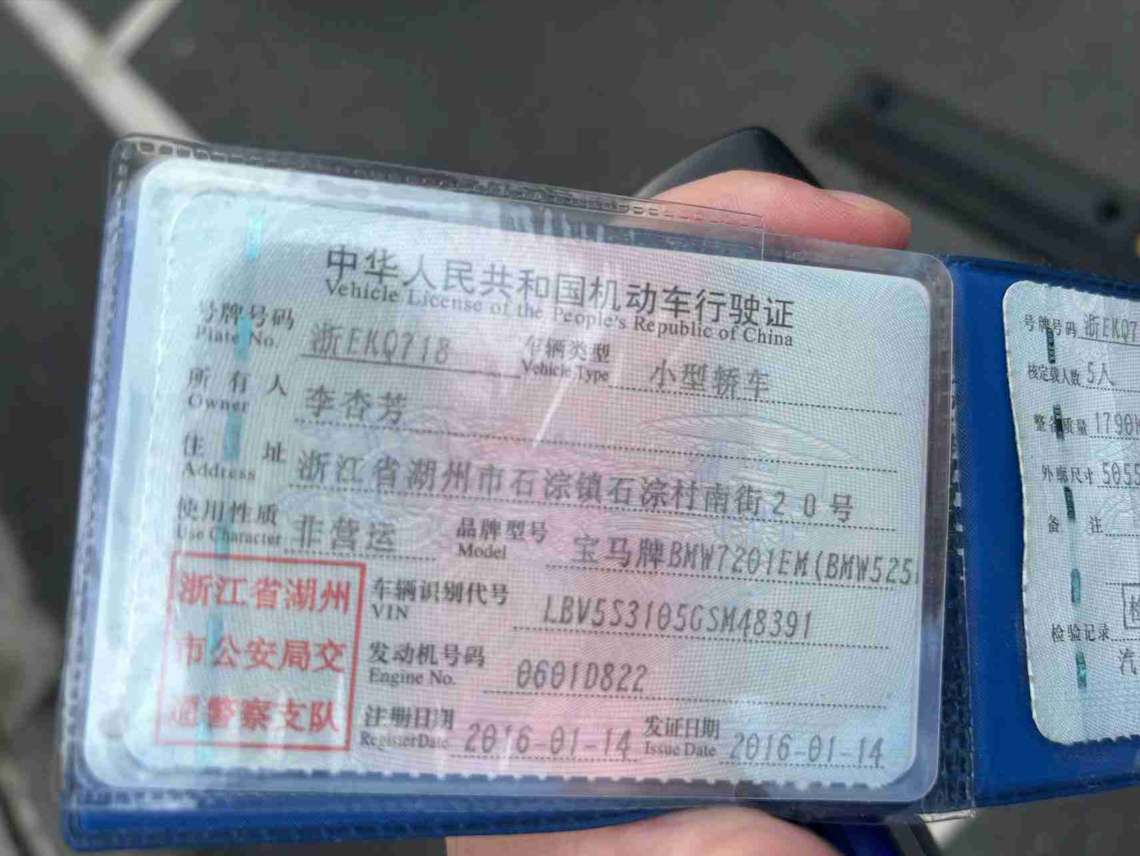 中华人民共和国机动车行驶证
Vehicle License of the People's Republic of China
号牌号码 浙EKQ718 车辆类型 小型轿车
Plate No. Vehicle Type
所有人 李杏芳
Owner
住址 浙江省湖州市石淙镇石淙村南街20号
Address
使用性质 非营运 品牌型号 宝马牌BMW7201EM(BMW525
Use Character Model
浙江省湖州
市公安局交
通警察支队
车辆识别代号 LBV5S3105GSM48391
VIN
发动机号码 0601D822
Engine No.
注册日期 2016-01-14 发证日期 2016-01-14
Register Date Issue Date
号牌号码 浙EKQ7
核定载人数 5人
整备质量 1790
外廓尺寸 5055
备注
检验记录
汽